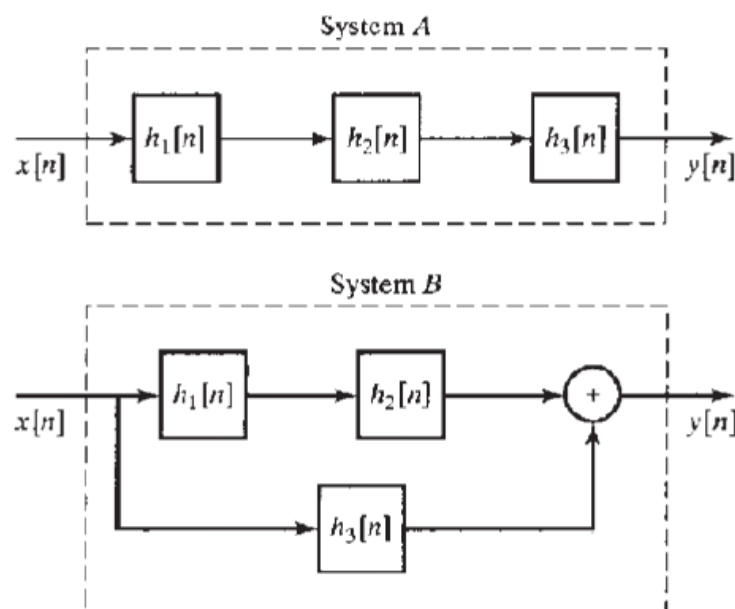 System A
h₁[n] h₂[n] h₃[n]
x[n] y[n]
System B
h₁[n] h₂[n] +
x[n] y[n]
h₃[n]